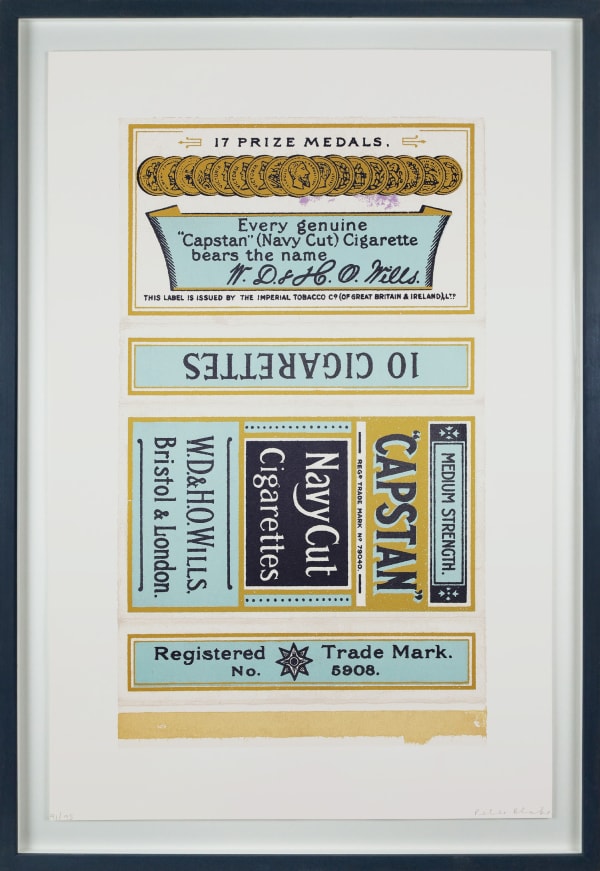 17 PRIZE MEDALS.
Every genuine
"Capstan" (Navy Cut) Cigarette
bears the name
W. D. & H. O. Wills.
THIS LABEL IS ISSUED BY THE IMPERIAL TOBACCO Cº (OF GREAT BRITAIN & IRELAND), Lᵀᴰ
10 CIGARETTES
MEDIUM STRENGTH
"CAPSTAN"
REGᴰ TRADE MARK Nº 79040.
Navy Cut
Cigarettes
W.D.&H.O.WILLS.
Bristol & London.
Registered Trade Mark.
No. 5908.